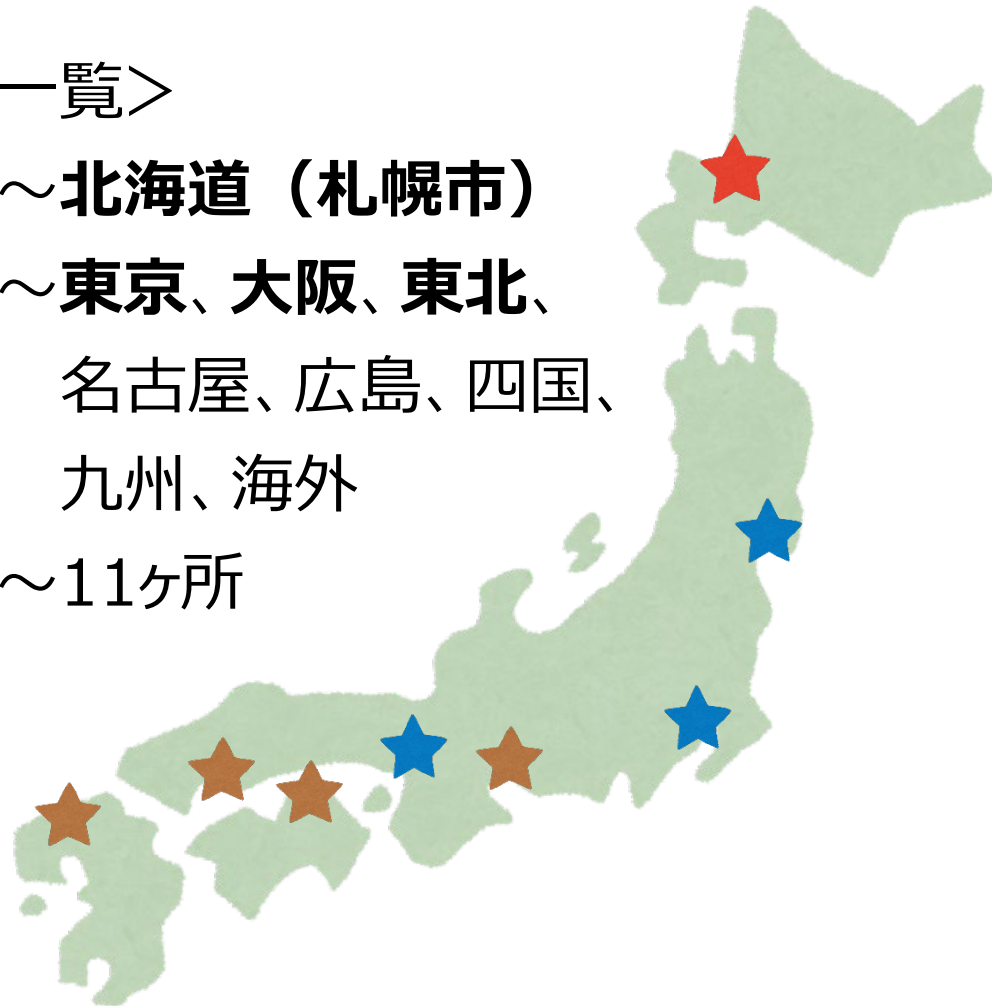 一覧＞
～北海道（札幌市）
～東京、大阪、東北、
名古屋、広島、四国、
九州、海外
～11ヶ所